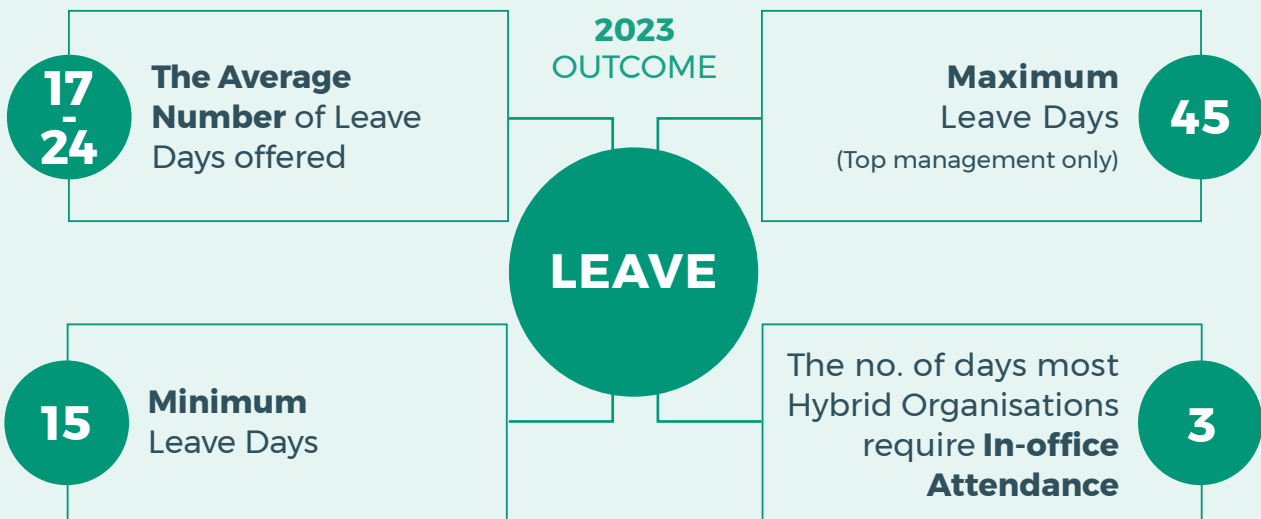 2023
OUTCOME
17
-
24
The Average
Number of Leave
Days offered
Maximum
Leave Days
(Top management only)
45
LEAVE
15
Minimum
Leave Days
The no. of days most
Hybrid Organisations
require In-office
Attendance
3